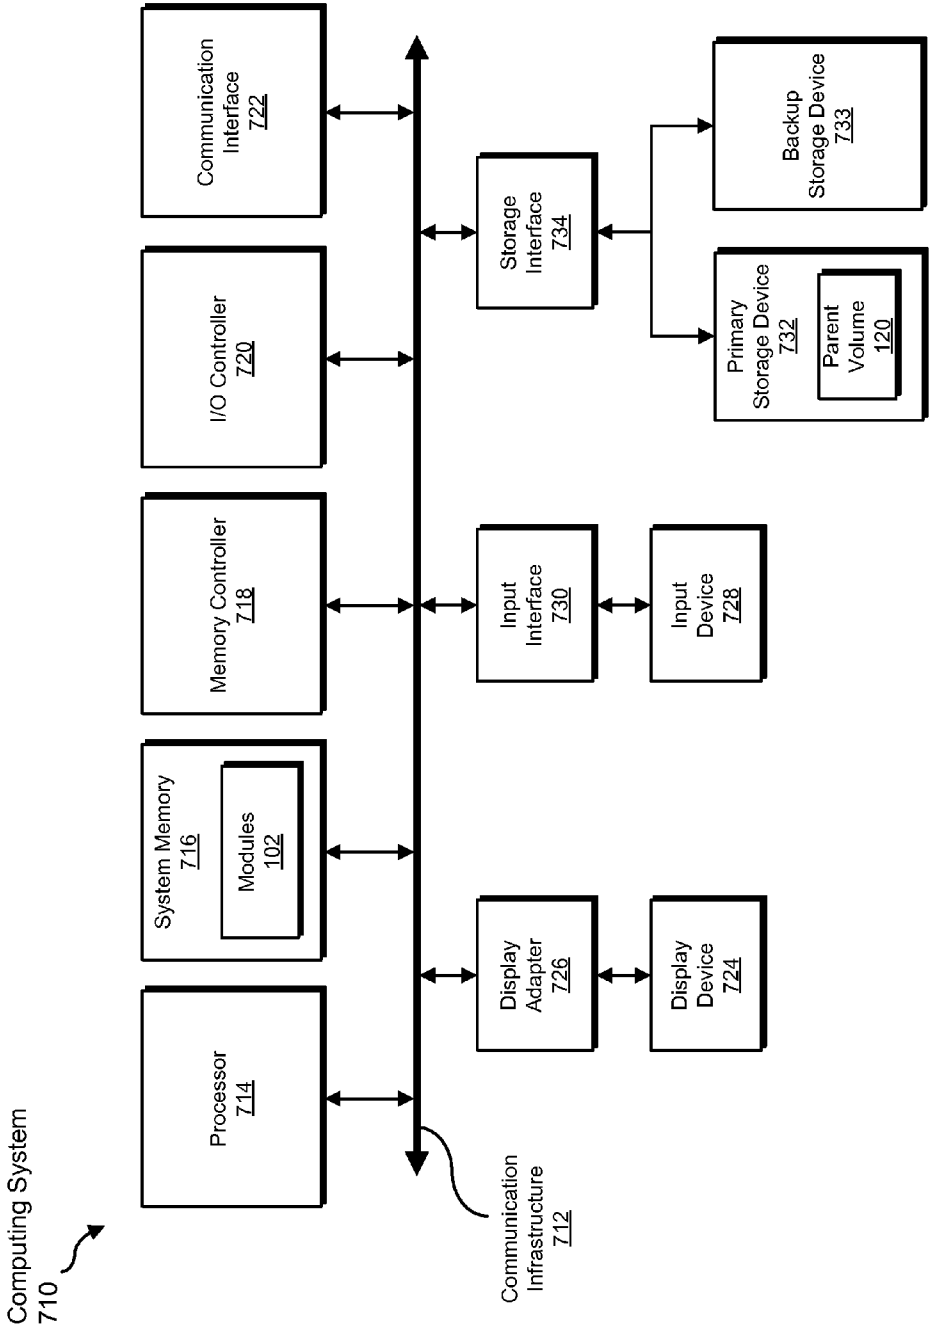 Computing System
710
Processor
714
System Memory
716
Modules
102
Memory Controller
718
I/O Controller
720
Communication
Interface
722
Communication
Infrastructure
712
Display
Adapter
726
Input
Interface
730
Storage
Interface
734
Display
Device
724
Input
Device
728
Primary
Storage Device
732
Parent
Volume
120
Backup
Storage Device
733